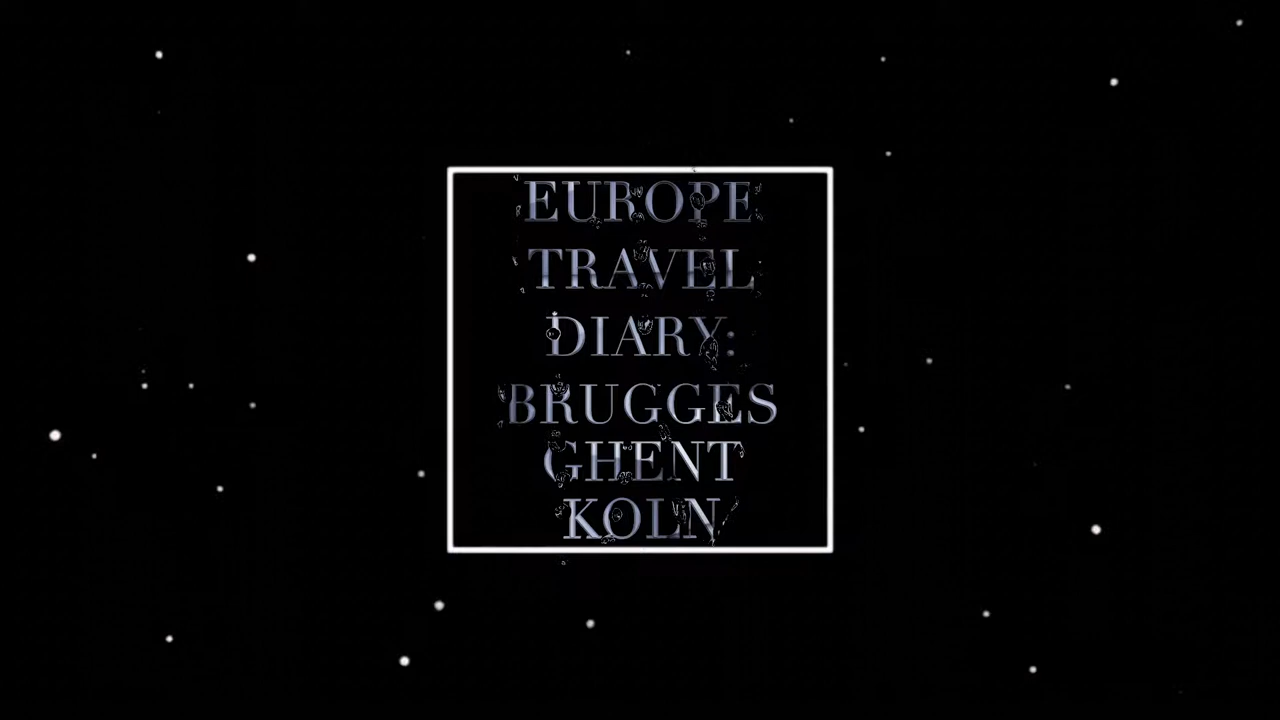 EUROPE
TRAVEL
DIARY:
BRUGGES
GHENT
KOLN